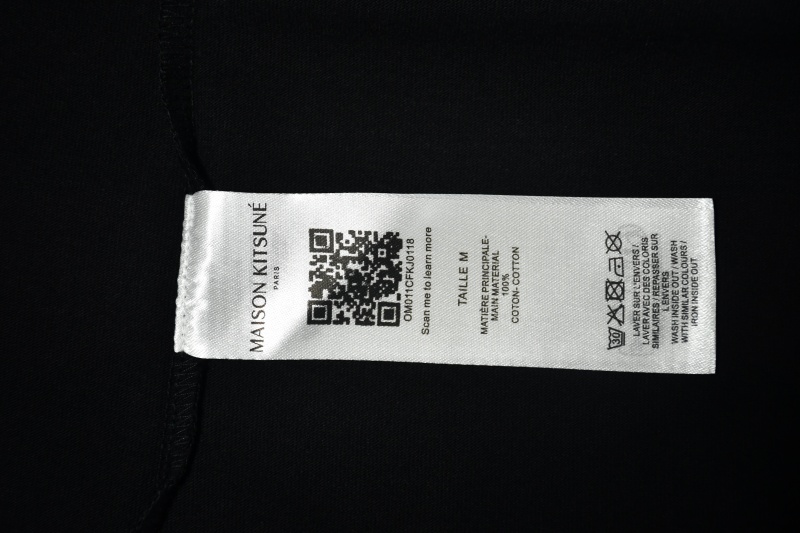 MAISON KITSUNÉ
PARIS
OM011CFKJ0118
Scan me to learn more
TAILLE M
MATIÈRE PRINCIPALE-
MAIN MATERIAL
100%
COTON- COTTON
30
LAVER SUR L'ENVERS /
LAVER AVEC DES COLORIS
SIMILAIRES / REPASSER SUR
L'ENVERS
WASH INSIDE OUT / WASH
WITH SIMILAR COLOURS /
IRON INSIDE OUT